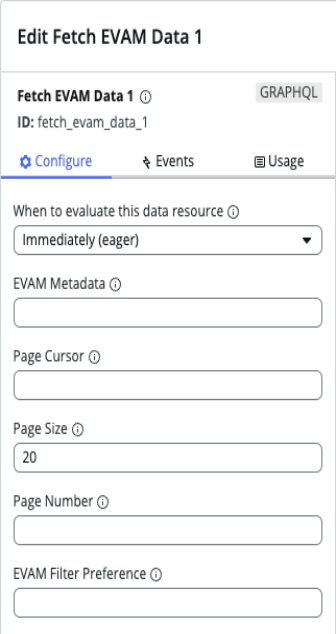 Edit Fetch EVAM Data 1
Fetch EVAM Data 1 GRAPHQL
ID: fetch_evam_data_1
Configure Events Usage
When to evaluate this data resource
Immediately (eager)
EVAM Metadata
Page Cursor
Page Size
20
Page Number
EVAM Filter Preference